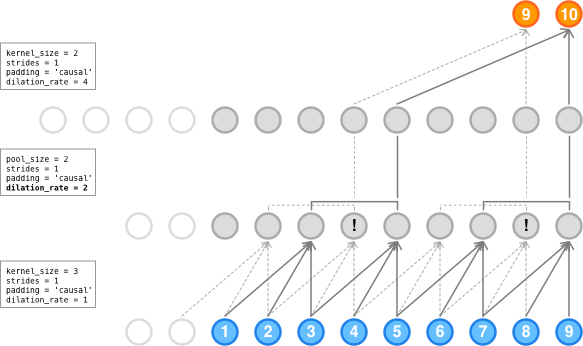 9 10
kernel_size = 2
strides = 1
padding = 'causal'
dilation_rate = 4
pool_size = 2
strides = 1
padding = 'causal'
dilation_rate = 2
! !
kernel_size = 3
strides = 1
padding = 'causal'
dilation_rate = 1
1 2 3 4 5 6 7 8 9